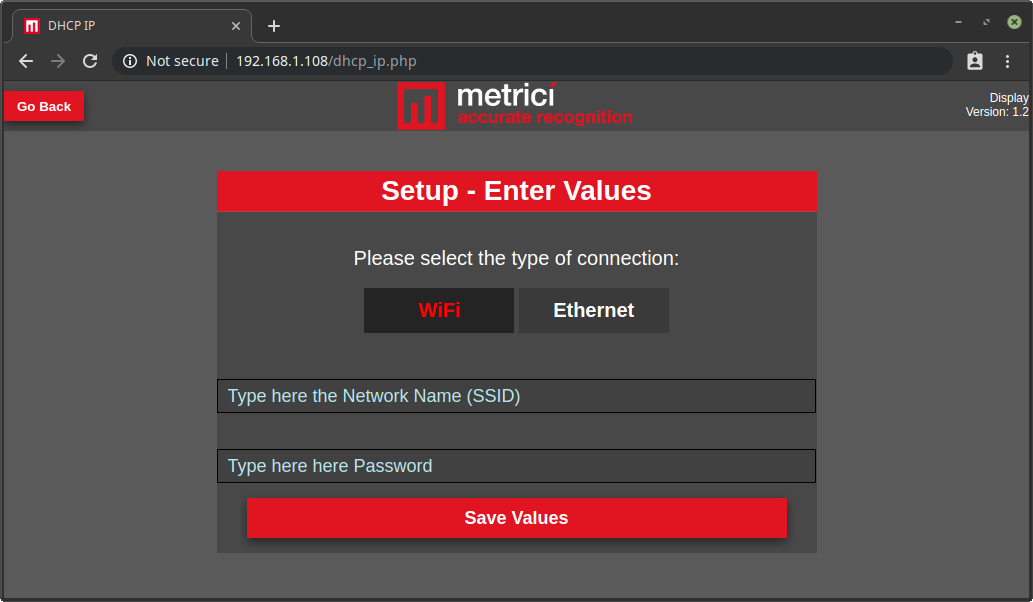 DHCP IP
Not secure | 192.168.1.108/dhcp_ip.php
Go Back
metrici
accurate recognition
Display
Version: 1.2
Setup - Enter Values
Please select the type of connection:
WiFi
Ethernet
Type here the Network Name (SSID)
Type here here Password
Save Values